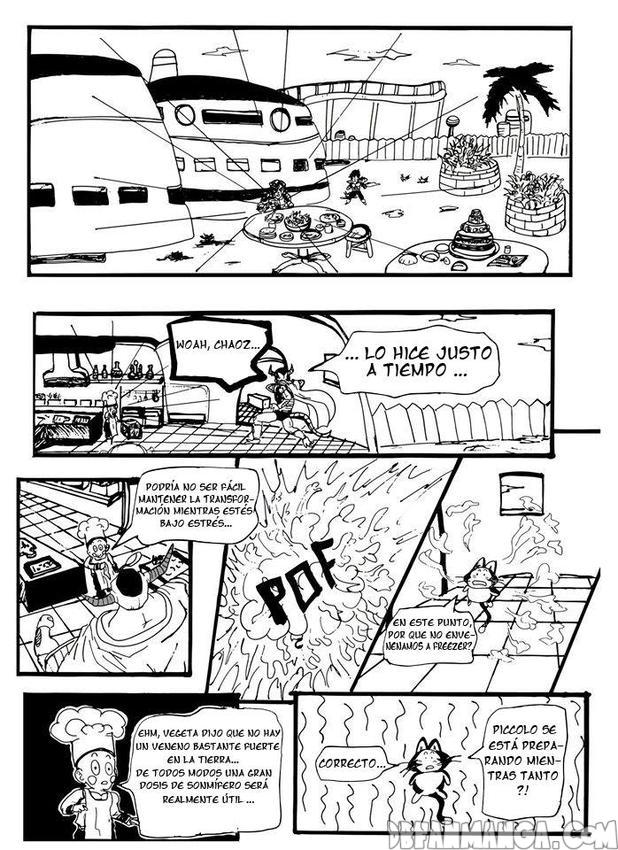 WOAH, CHAOZ...
... LO HICE JUSTO
A TIEMPO ...
PODRÍA NO SER FÁCIL
MANTENER LA TRANSFOR-
MACIÓN MIENTRAS ESTÉS
BAJO ESTRÉS...
POF
EN ESTE PUNTO,
POR QUE NO ENVE-
NENAMOS A FREEZER?
EHM, VEGETA DIJO QUE NO HAY
UN VENENO BASTANTE FUERTE
EN LA TIERRA...
DE TODOS MODOS UNA GRAN
DOSIS DE SONMÍFERO SERÁ
REALMENTE ÚTIL ...
CORRECTO...
PICCOLO SE
ESTÁ PREPA-
RANDO MIEN-
TRAS TANTO
?!
DBFANMANGA.COM